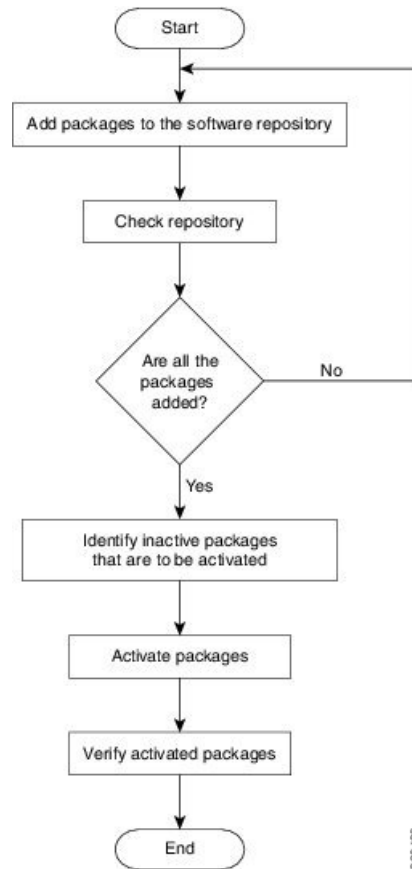 Start
Add packages to the software repository
Check repository
Are all the
packages
added?
No
Yes
Identify inactive packages
that are to be activated
Activate packages
Verify activated packages
End